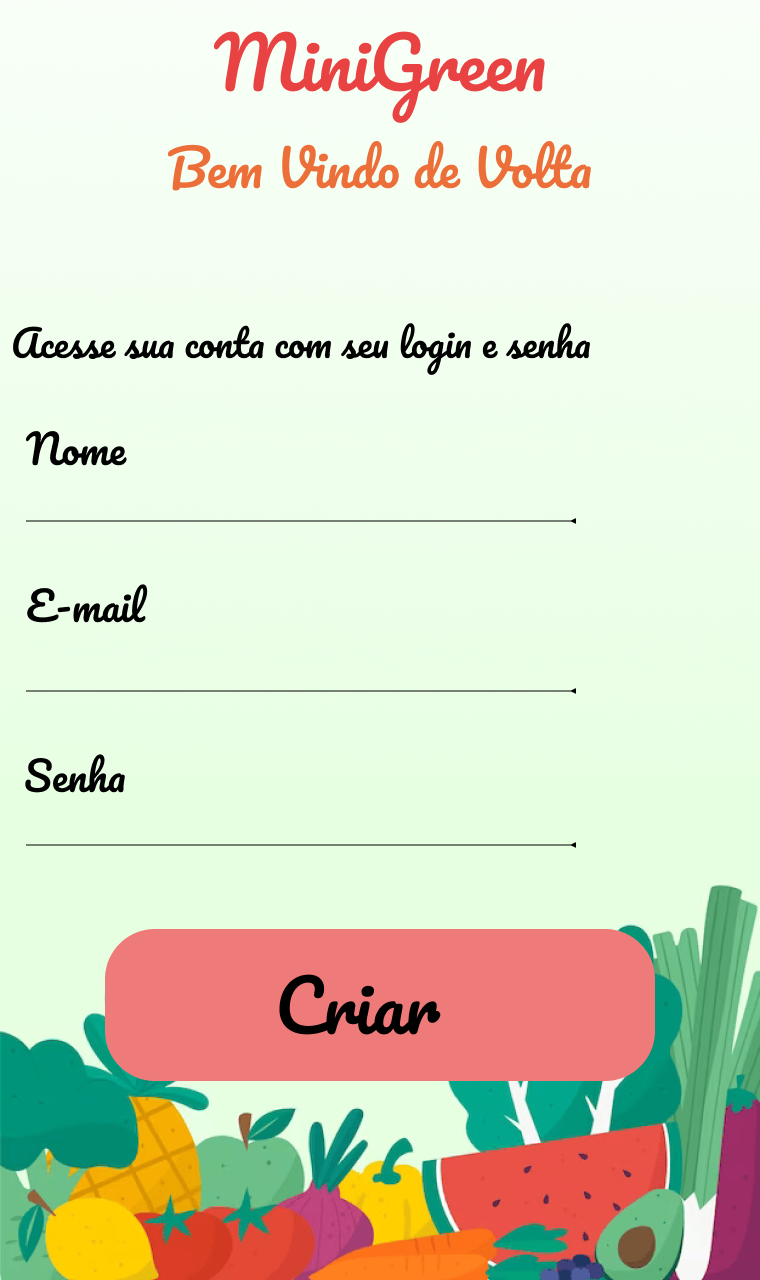 MiniGreen
Bem Vindo de Volta
Acesse sua conta com seu login e senha
Nome
E-mail
Senha
Criar